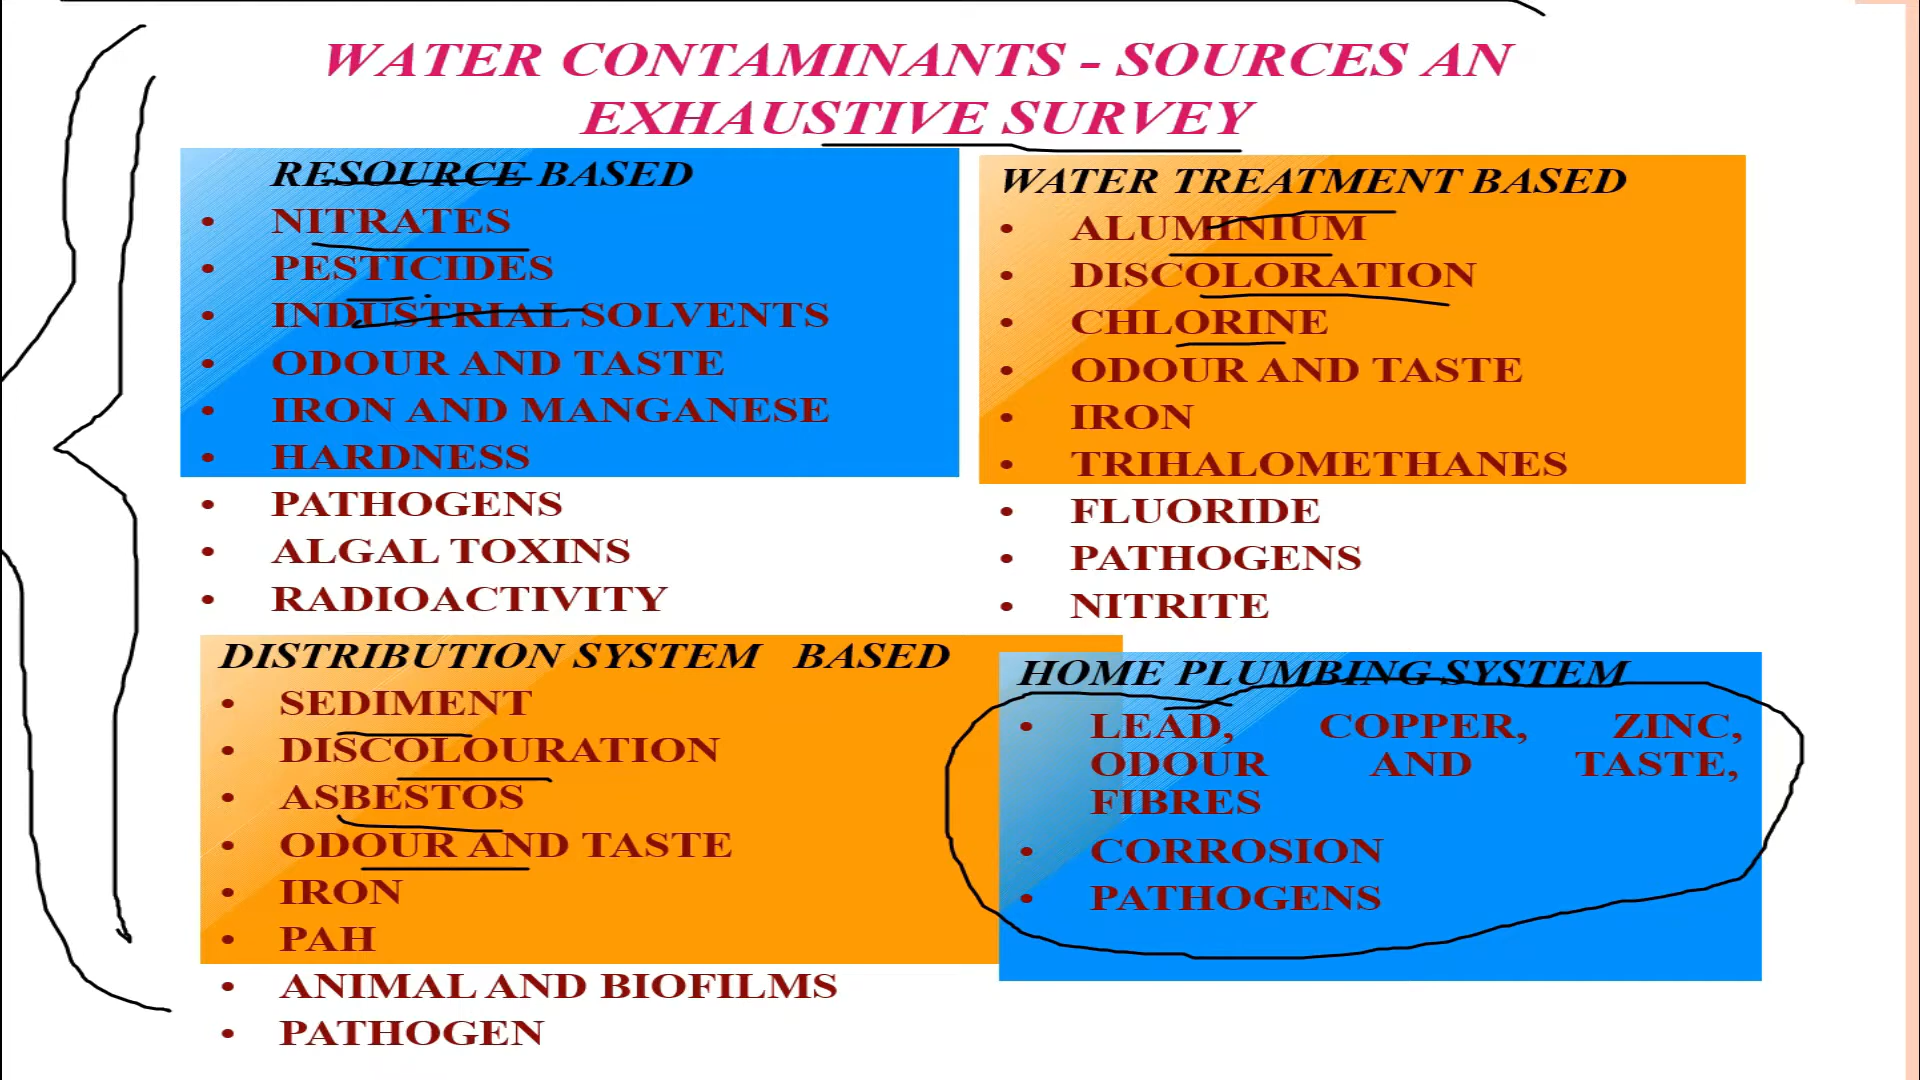 WATER CONTAMINANTS - SOURCES AN
EXHAUSTIVE SURVEY
RESOURCE BASED
• NITRATES
• PESTICIDES
• INDUSTRIAL SOLVENTS
• ODOUR AND TASTE
• IRON AND MANGANESE
• HARDNESS
• PATHOGENS
• ALGAL TOXINS
• RADIOACTIVITY
WATER TREATMENT BASED
• ALUMINIUM
• DISCOLORATION
• CHLORINE
• ODOUR AND TASTE
• IRON
• TRIHALOMETHANES
• FLUORIDE
• PATHOGENS
• NITRITE
DISTRIBUTION SYSTEM BASED
• SEDIMENT
• DISCOLOURATION
• ASBESTOS
• ODOUR AND TASTE
• IRON
• PAH
• ANIMAL AND BIOFILMS
• PATHOGEN
HOME PLUMBING SYSTEM
• LEAD, COPPER, ZINC,
ODOUR AND TASTE,
FIBRES
• CORROSION
• PATHOGENS